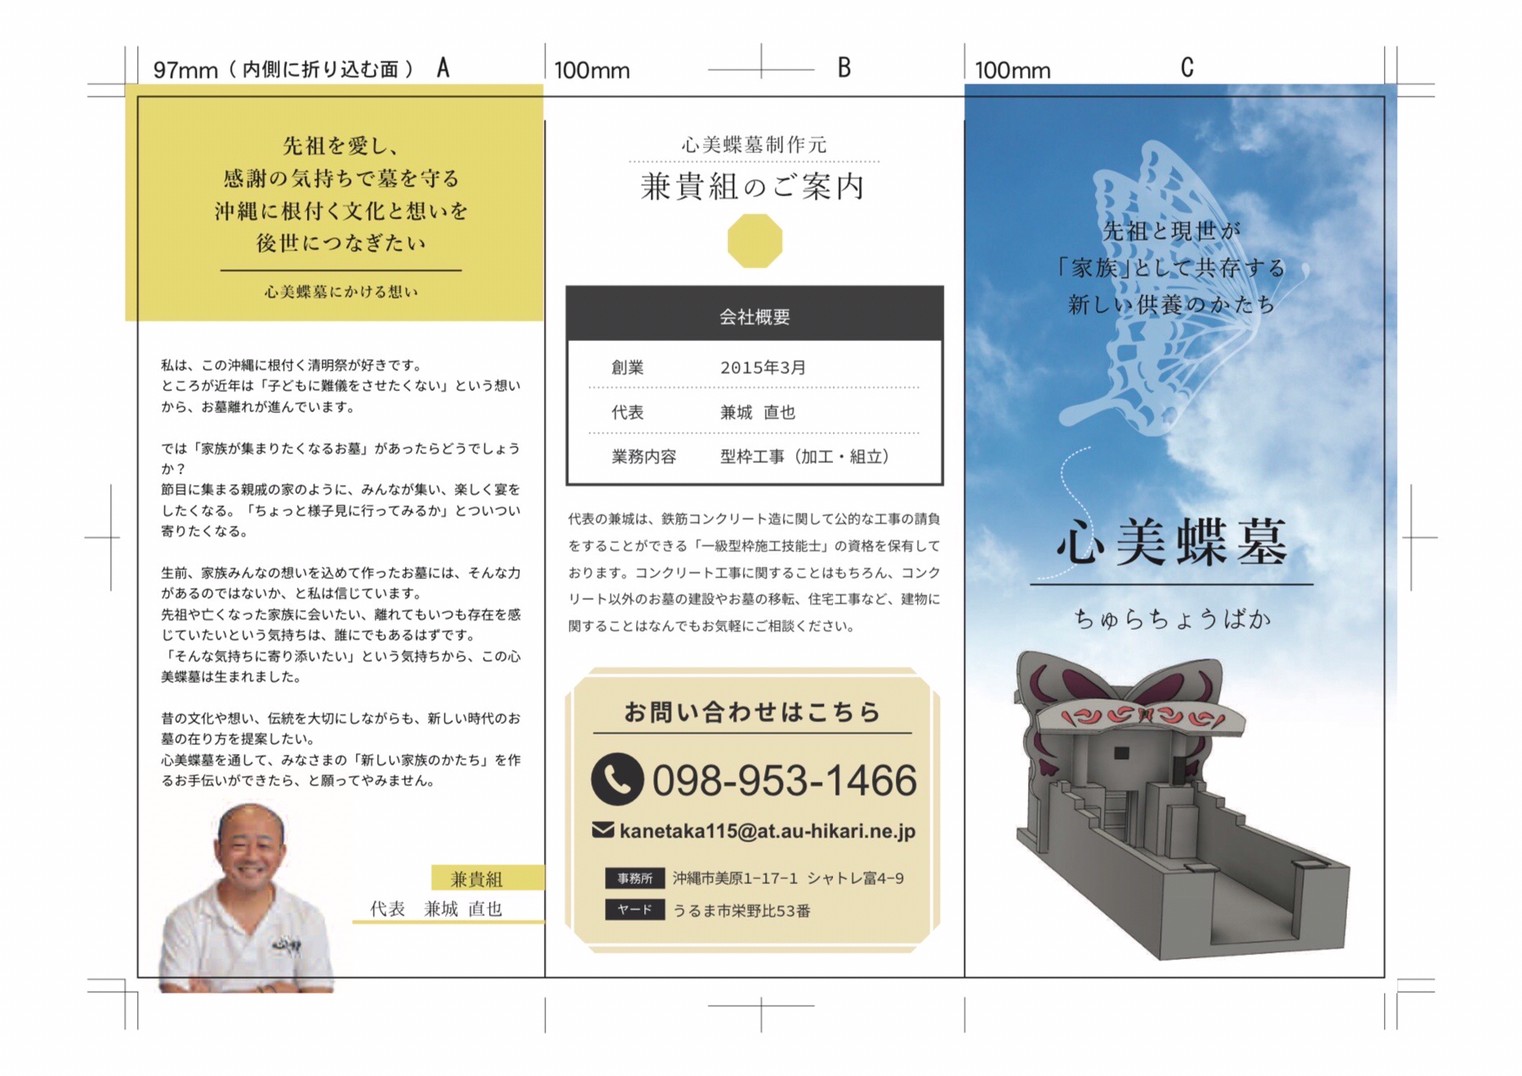 97mm（内側に折り込む面） A
先祖を愛し、
感謝の気持ちで墓を守る
沖縄に根付く文化と想いを
後世につなぎたい
心美蝶墓にかける想い
私は、この沖縄に根付く清明祭が好きです。
ところが近年は「子どもに難儀をさせたくない」という想い
から、お墓離れが進んでいます。
では「家族が集まりたくなるお墓」があったらどうでしょう
か？
節目に集まる親戚の家のように、みんなが集い、楽しく宴を
したくなる。「ちょっと様子見に行ってみるか」とついつい
寄りたくなる。
生前、家族みんなの想いを込めて作ったお墓には、そんな力
があるのではないか、と私は信じています。
先祖や亡くなった家族に会いたい、離れてもいつも存在を感
じていたいという気持ちは、誰にでもあるはずです。
「そんな気持ちに寄り添いたい」という気持ちから、この心
美蝶墓は生まれました。
昔の文化や想い、伝統を大切にしながらも、新しい時代のお
墓の在り方を提案したい。
心美蝶墓を通して、みなさまの「新しい家族のかたち」を作
るお手伝いができたら、と願ってやみません。
兼貴組
代表 兼城 直也
100mm B
心美蝶墓制作元
兼貴組のご案内
会社概要
創業 2015年3月
代表 兼城 直也
業務内容 型枠工事（加工・組立）
代表の兼城は、鉄筋コンクリート造に関して公的な工事の請負
をすることができる「一級型枠施工技能士」の資格を保有して
おります。コンクリート工事に関することはもちろん、コンク
リート以外のお墓の建設やお墓の移転、住宅工事など、建物に
関することはなんでもお気軽にご相談ください。
お問い合わせはこちら
098-953-1466
kanetaka115@at.au-hikari.ne.jp
事務所 沖縄市美原1-17-1 シャトレ富4-9
ヤード うるま市栄野比53番
100mm C
先祖と現世が
「家族」として共存する
新しい供養のかたち
心美蝶墓
ちゅらちょうばか